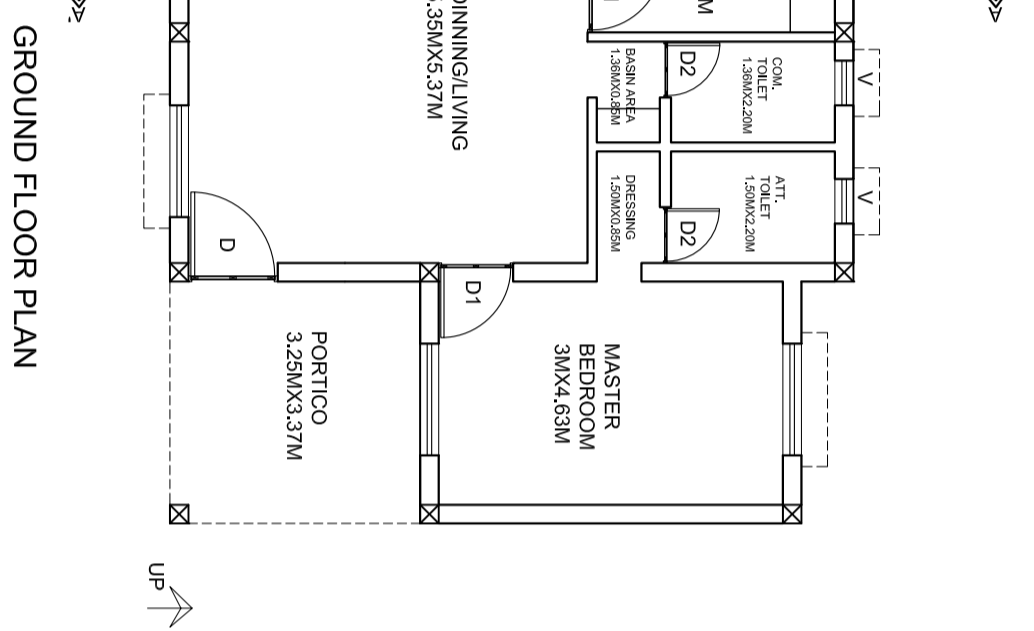 M
DINNING/LIVING
.35MX5.37M
BASIN AREA
1.36MX0.85M
D2
COM.
TOILET
1.36MX2.20M
V
DRESSING
1.50MX0.85M
D2
ATT.
TOILET
1.50MX2.20M
V
D
D1
PORTICO
3.25MX3.37M
MASTER
BEDROOM
3MX4.63M
UP
GROUND FLOOR PLAN